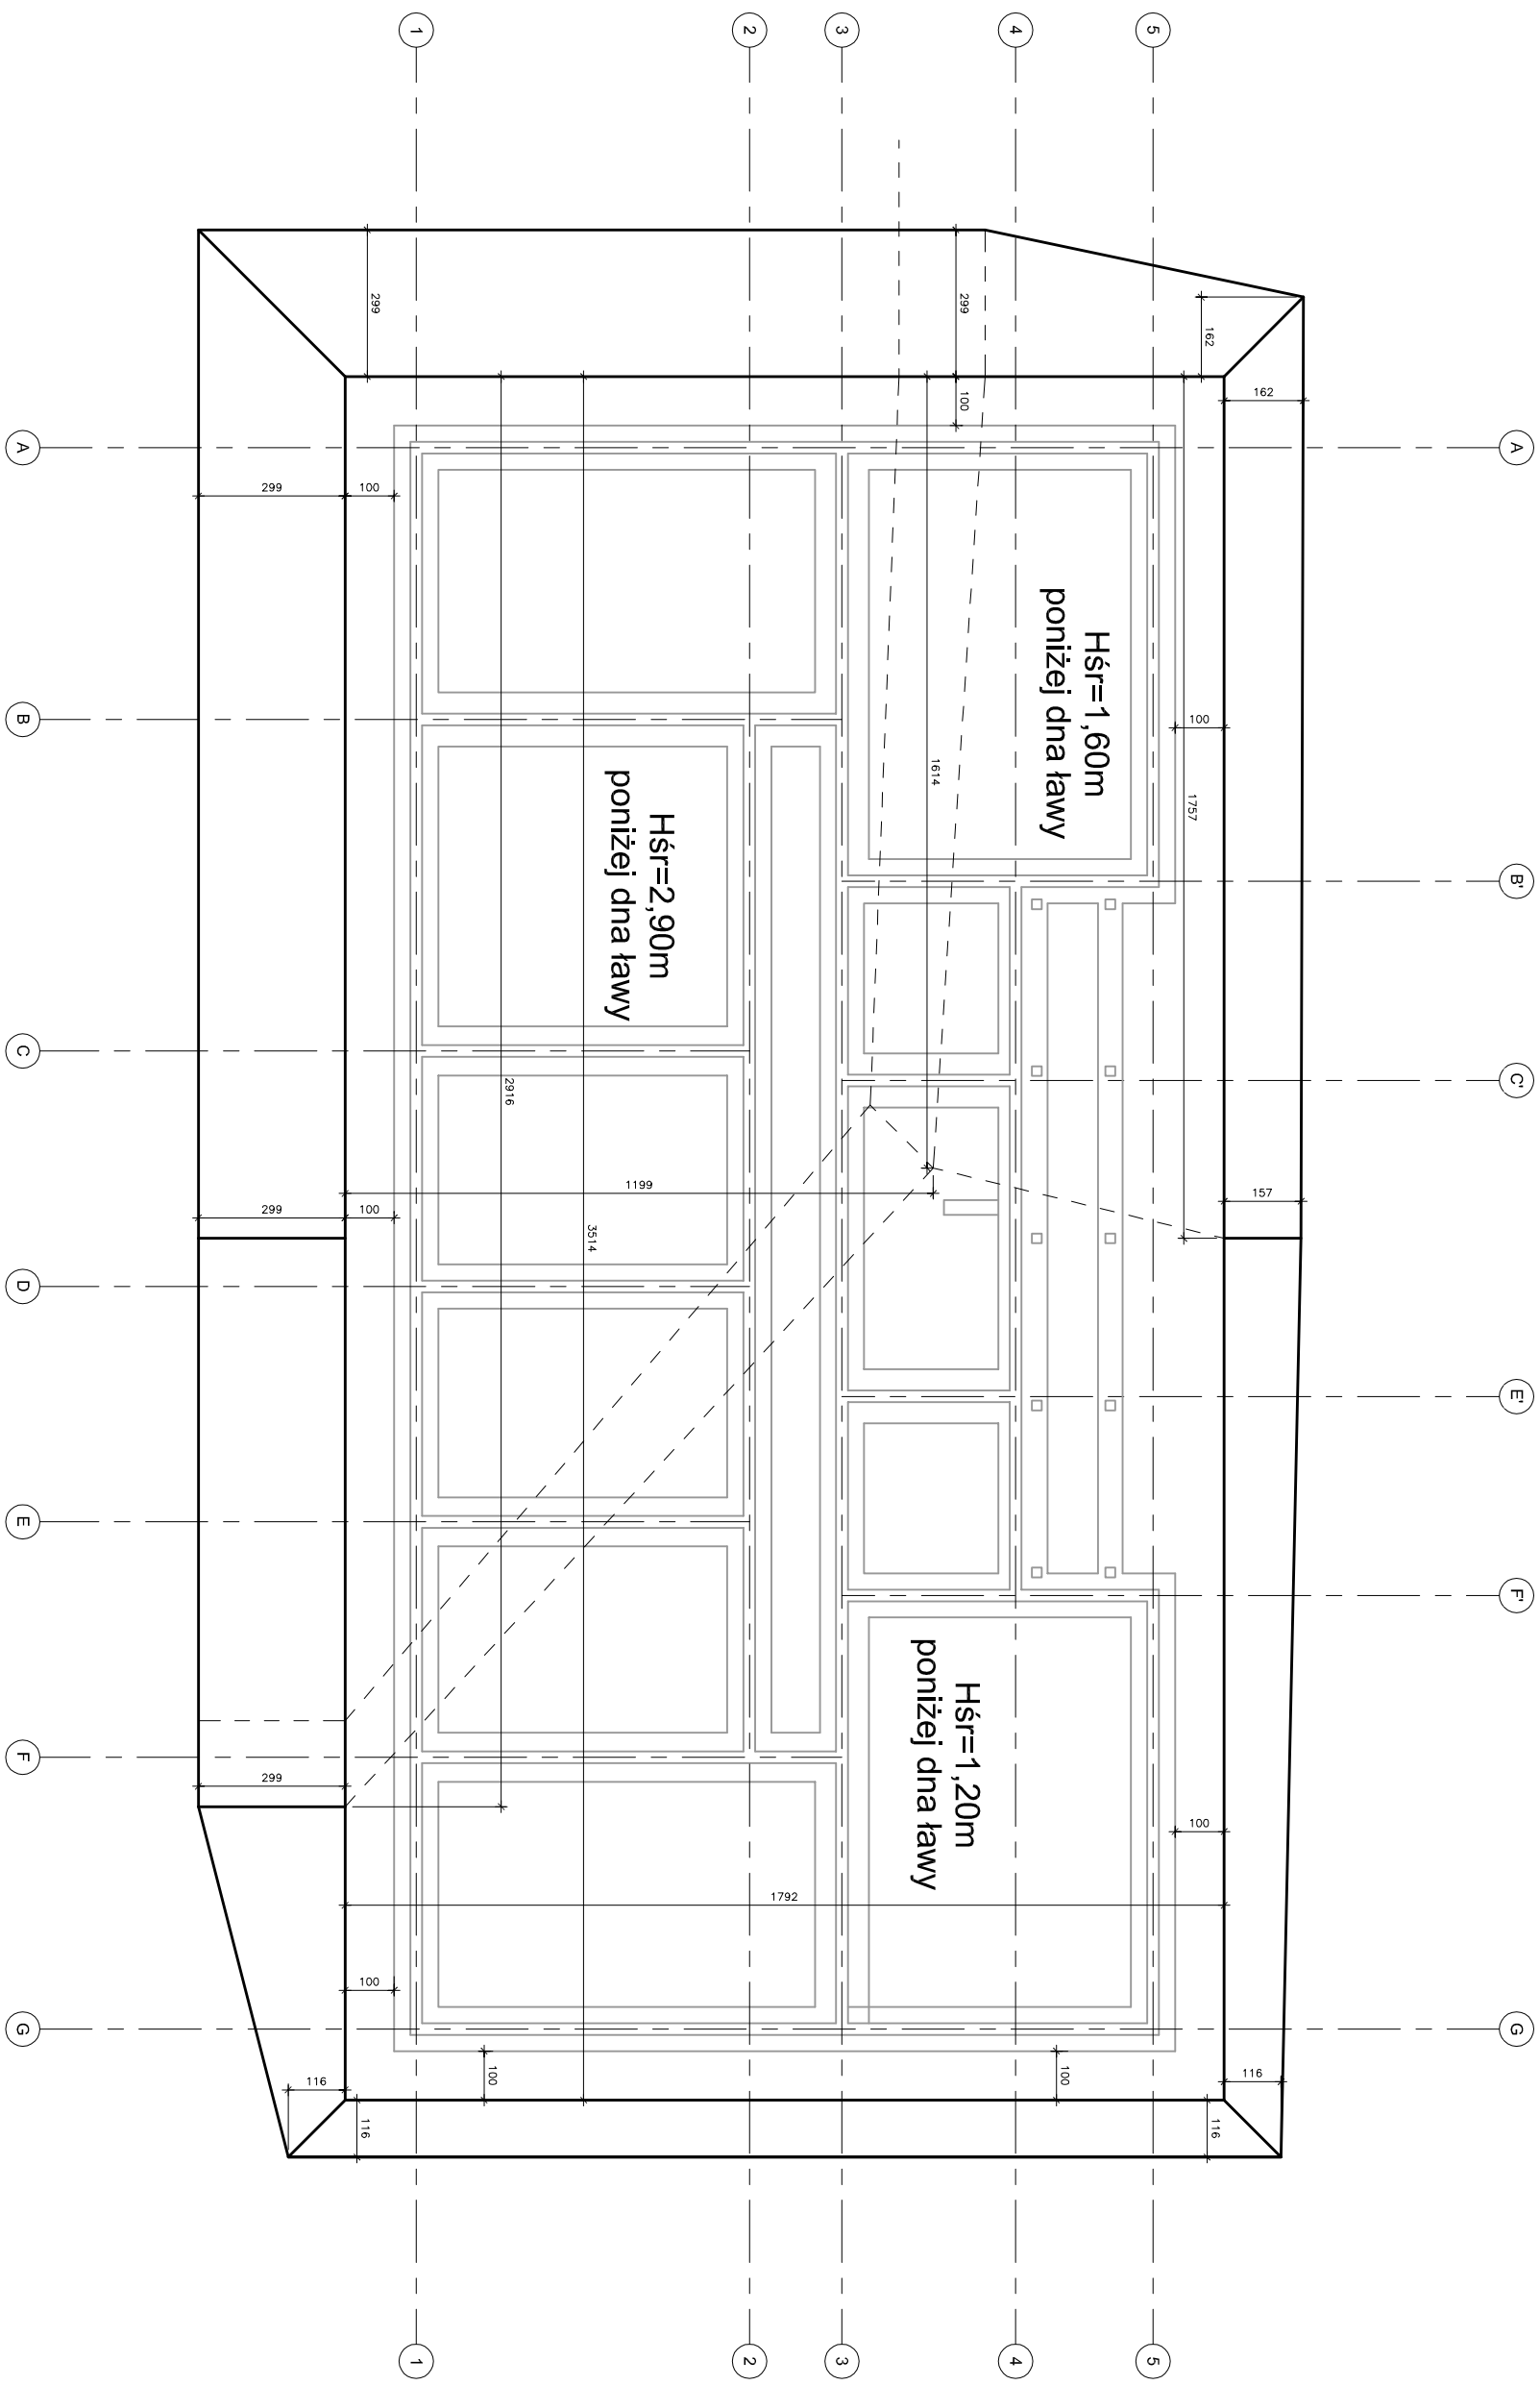 1
2
3
4
5
299
299
162
162
100
A
A
299
100
Hśr=1,60m
poniżej dna ławy
B
100
1614
1757
Hśr=2,90m
poniżej dna ławy
B'
C
C'
2916
1199
157
299
100
3514
D
E'
E
F'
Hśr=1,20m
poniżej dna ławy
F
299
100
1792
100
G
G
100
100
116
116
116
116
1
2
3
4
5